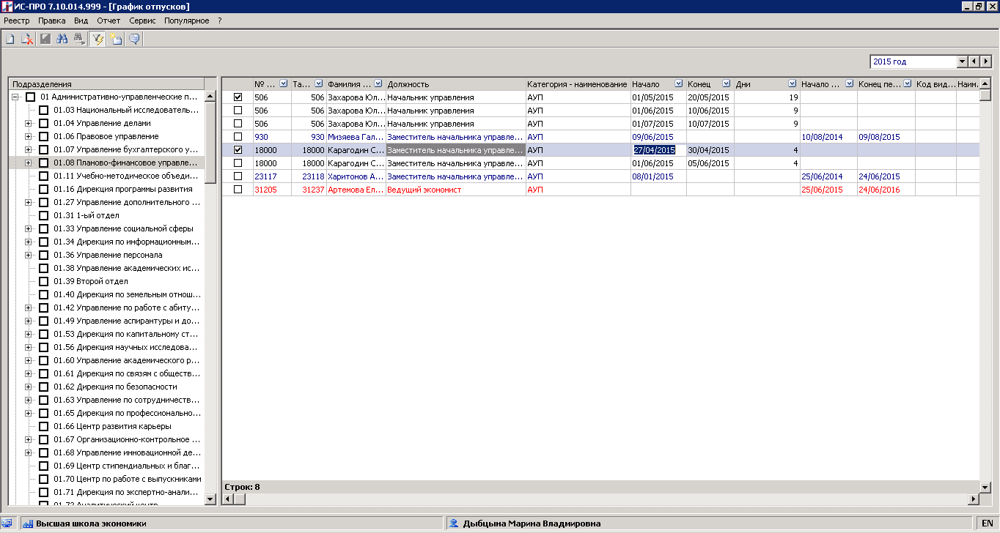 ИС-ПРО 7.10.014.999 - [График отпусков]
Реестр Правка Вид Отчет Сервис Популярное ?
2015 год
Подразделения
01 Административно-управленческие п...
01.03 Национальный исследователь...
01.04 Управление делами
01.06 Правовое управление
01.07 Управление бухгалтерского у...
01.08 Планово-финансовое управле...
01.11 Учебно-методическое объеди...
01.16 Дирекция программы развития
01.27 Управление дополнительного ...
01.31 1-ый отдел
01.33 Управление социальной сферы
01.34 Дирекция по информационным...
01.36 Управление персонала
01.38 Управление академических ис...
01.39 Второй отдел
01.40 Дирекция по земельным отнош...
01.42 Управление по работе с абиту...
01.49 Управление аспирантуры и до...
01.53 Дирекция по капитальному ст...
01.56 Дирекция научных исследова...
01.60 Управление академического р...
01.61 Дирекция по связям с обществ...
01.62 Дирекция по безопасности
01.63 Управление по сотрудничеств...
01.65 Дирекция по профессионально...
01.66 Центр развития карьеры
01.67 Организационно-контрольное ...
01.68 Управление инновационной де...
01.69 Центр стипендиальных и благ...
01.70 Центр по работе с выпускниками
01.71 Дирекция по экспертно-анали...
01.72 Аналитический центр
№ ... Та... Фамилия ... Должность Категория - наименование Начало Конец Дни Начало ... Конец пе... Код вид... Наим.
506 506 Захарова Юл... Начальник управления АУП 01/05/2015 20/05/2015 19
506 506 Захарова Юл... Начальник управления АУП 01/06/2015 10/06/2015 9
506 506 Захарова Юл... Начальник управления АУП 01/07/2015 10/07/2015 9
930 930 Мизяева Гал... Заместитель начальника управле... АУП 09/06/2015 10/08/2014 09/08/2015
18000 18000 Карагодин С... Заместитель начальника управле... АУП 27/04/2015 30/04/2015 4
18000 18000 Карагодин С... Заместитель начальника управле... АУП 01/06/2015 05/06/2015 4
23117 23118 Харитонов А... Заместитель начальника управле... АУП 08/01/2015 25/06/2014 24/06/2015
31205 31237 Артемова Ел... Ведущий экономист АУП 25/06/2015 24/06/2016
Строк: 8
Высшая школа экономики
Дыбцына Марина Владмировна
EN